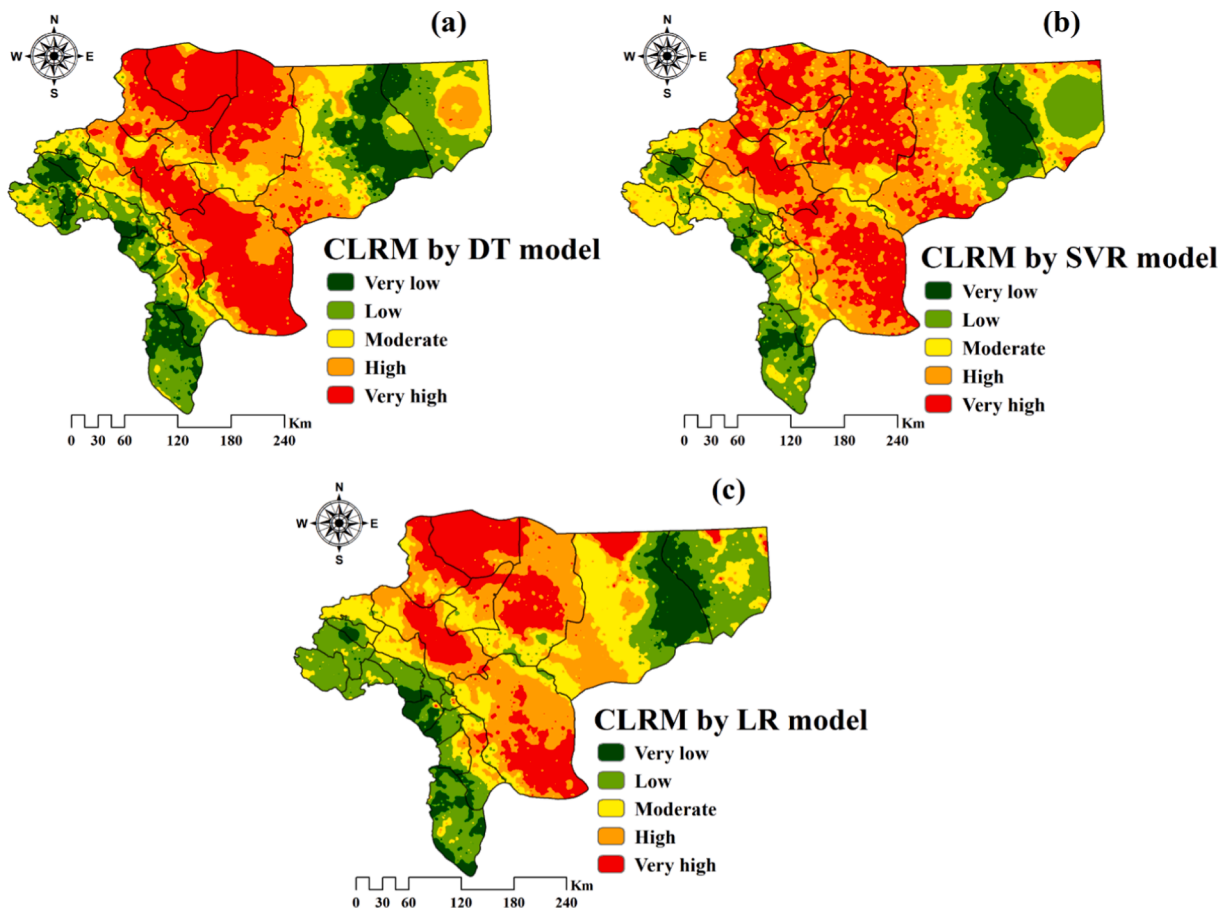 (a)
N
W E
S
CLRM by DT model
Very low
Low
Moderate
High
Very high
Km
0 30 60 120 180 240
(b)
N
W E
S
CLRM by SVR model
Very low
Low
Moderate
High
Very high
Km
0 30 60 120 180 240
(c)
N
W E
S
CLRM by LR model
Very low
Low
Moderate
High
Very high
Km
0 30 60 120 180 240